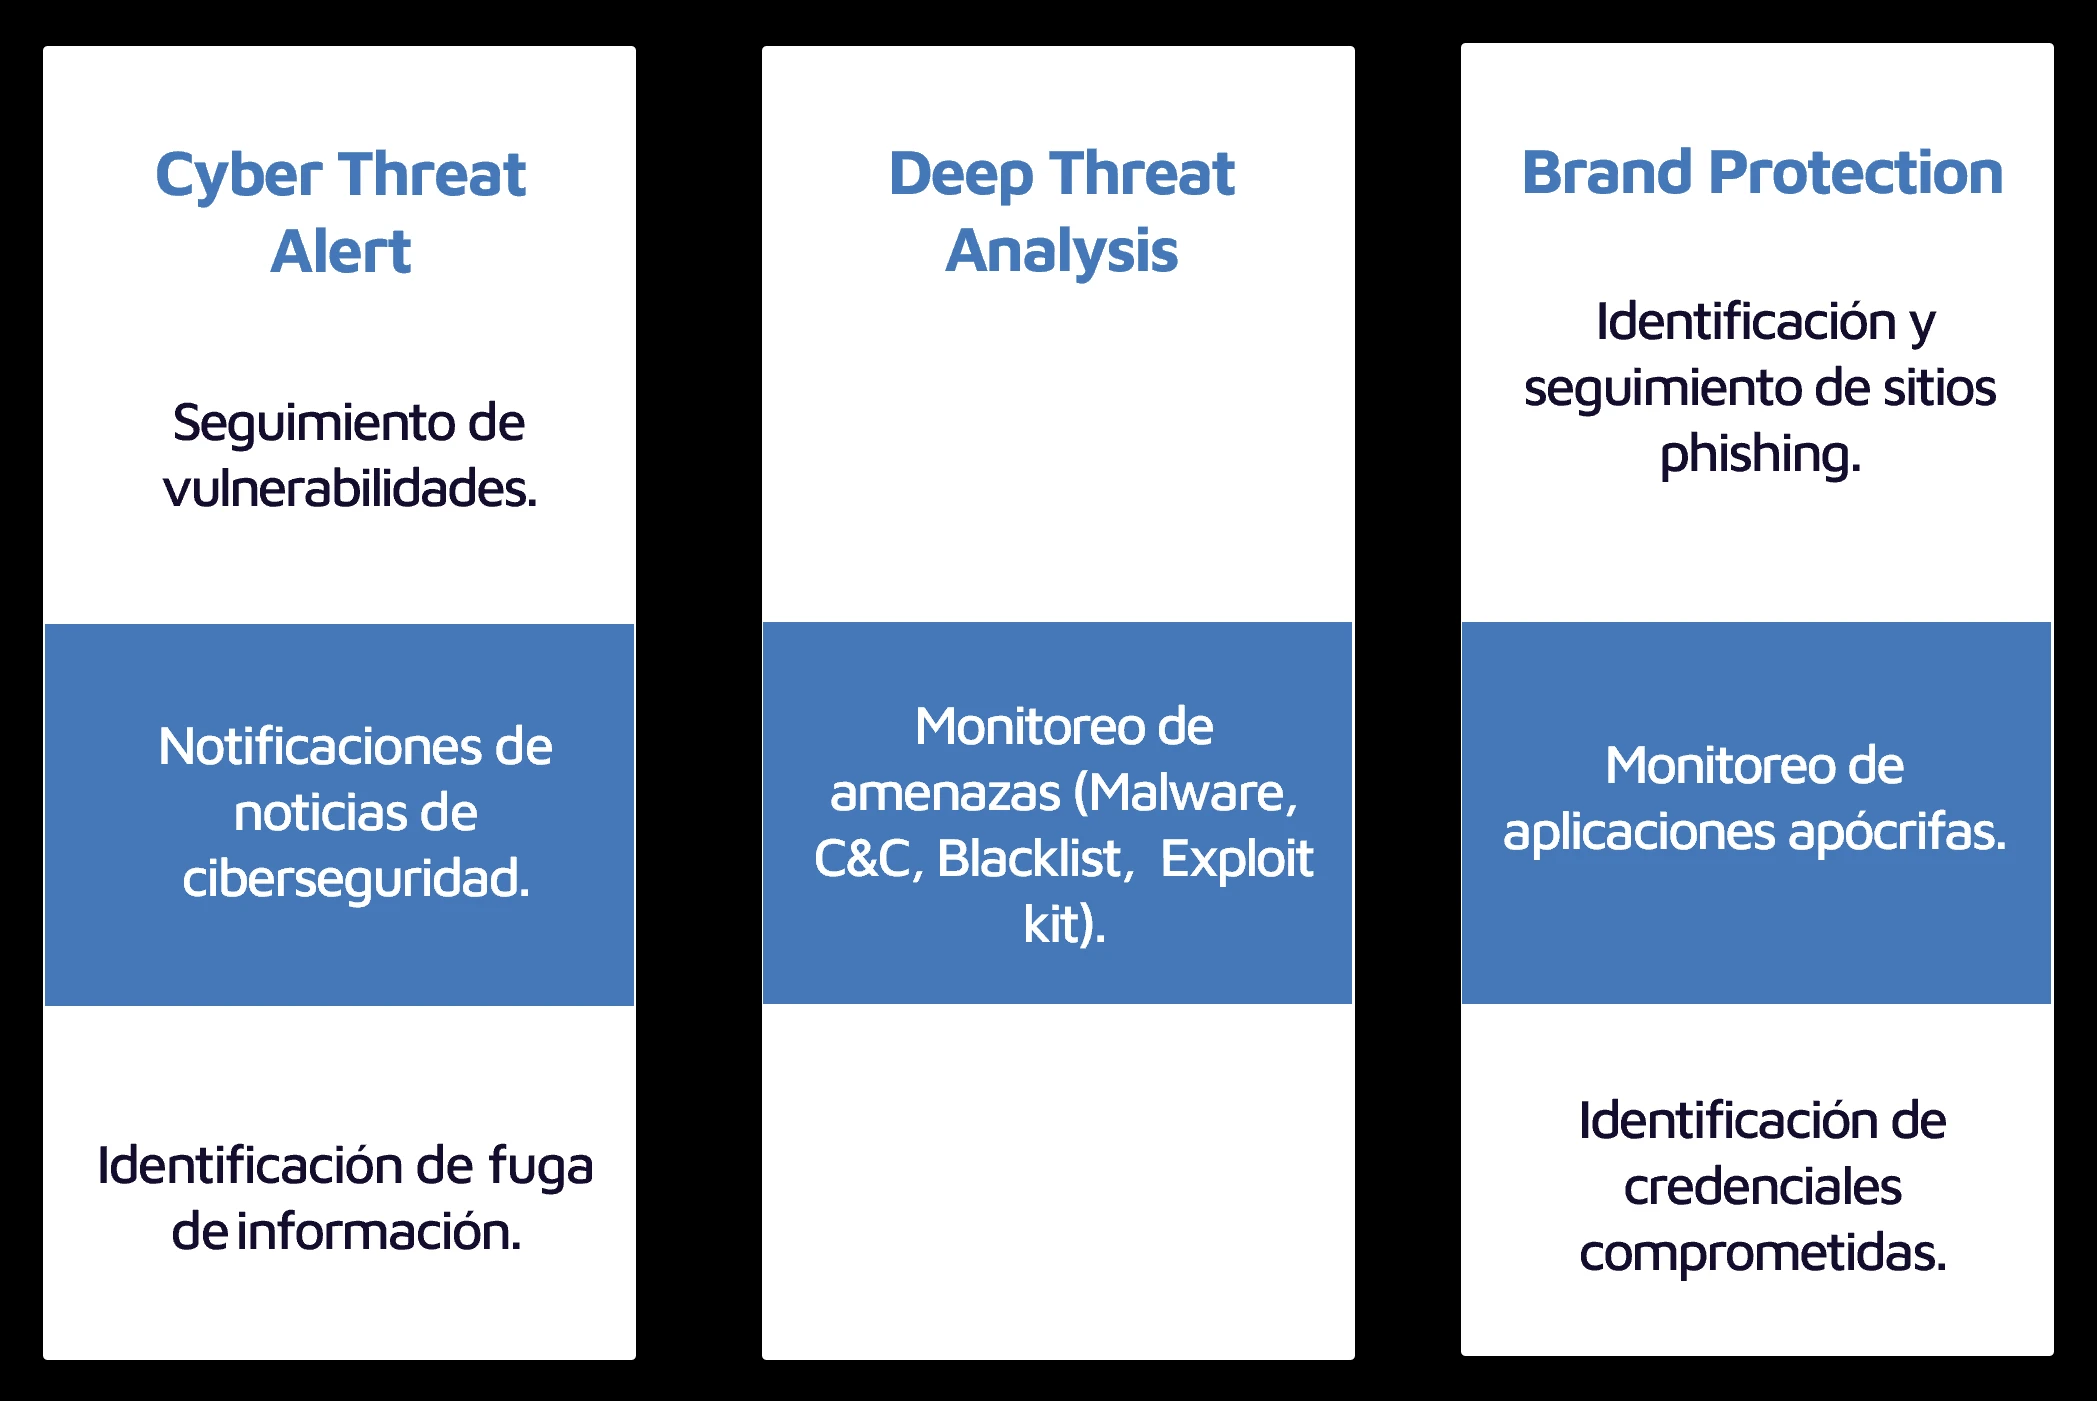 Cyber Threat
Alert
Seguimiento de
vulnerabilidades.
Notificaciones de
noticias de
ciberseguridad.
Identificación de fuga
de información.
Deep Threat
Analysis
Monitoreo de
amenazas (Malware,
C&C, Blacklist,  Exploit
kit).
Brand Protection
Identificación y
seguimiento de sitios
phishing.
Monitoreo de
aplicaciones apócrifas.
Identificación de
credenciales
comprometidas.